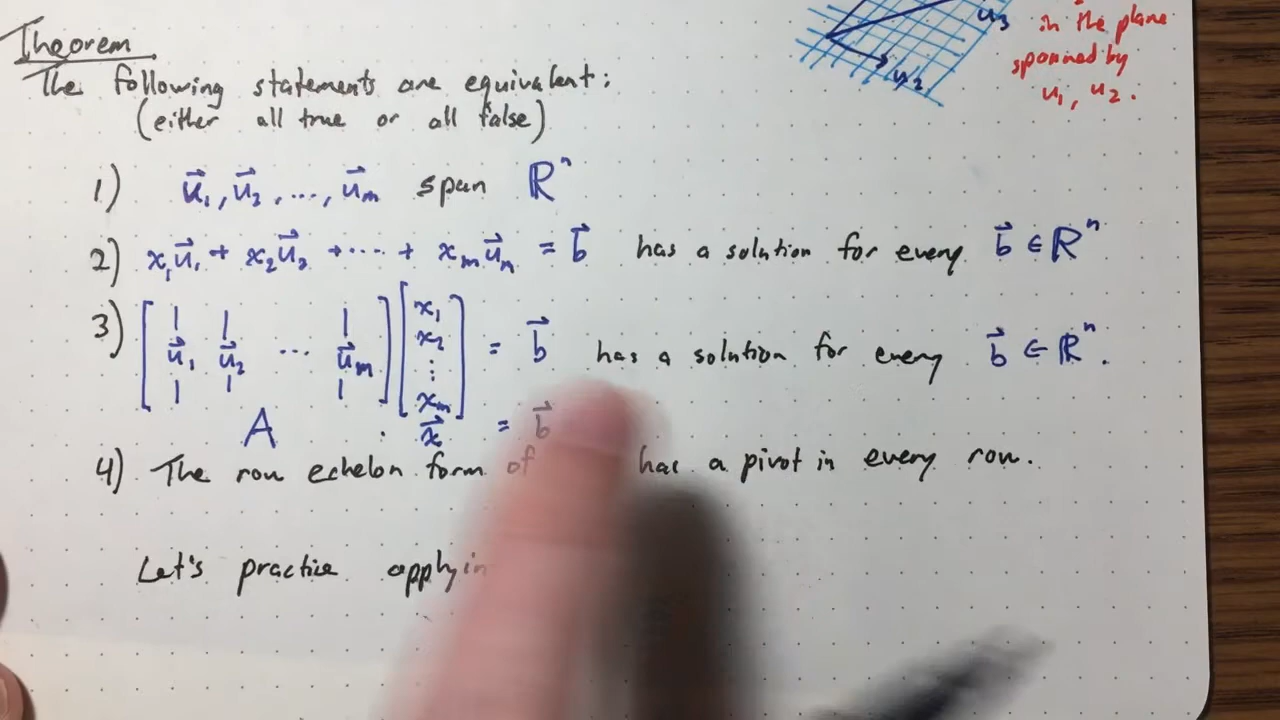 Theorem
The following statements are equivalent:
(either all true or all false)
1) u⃗₁, u⃗₂, ..., u⃗ₘ span ℝⁿ
2) x₁u⃗₁ + x₂u⃗₂ + ⋯ + xₘu⃗ₘ = b⃗ has a solution for every b⃗ ∈ ℝⁿ
3) [u⃗₁ u⃗₂ ... u⃗ₘ] [x₁ x₂ ⋮ xₘ] = b⃗ has a solution for every b⃗ ∈ ℝⁿ.
A · x⃗ = b⃗
4) The row echelon form of has a pivot in every row.
Let's practice
u₃
u₂
in the plane
spanned by
u₁, u₂.